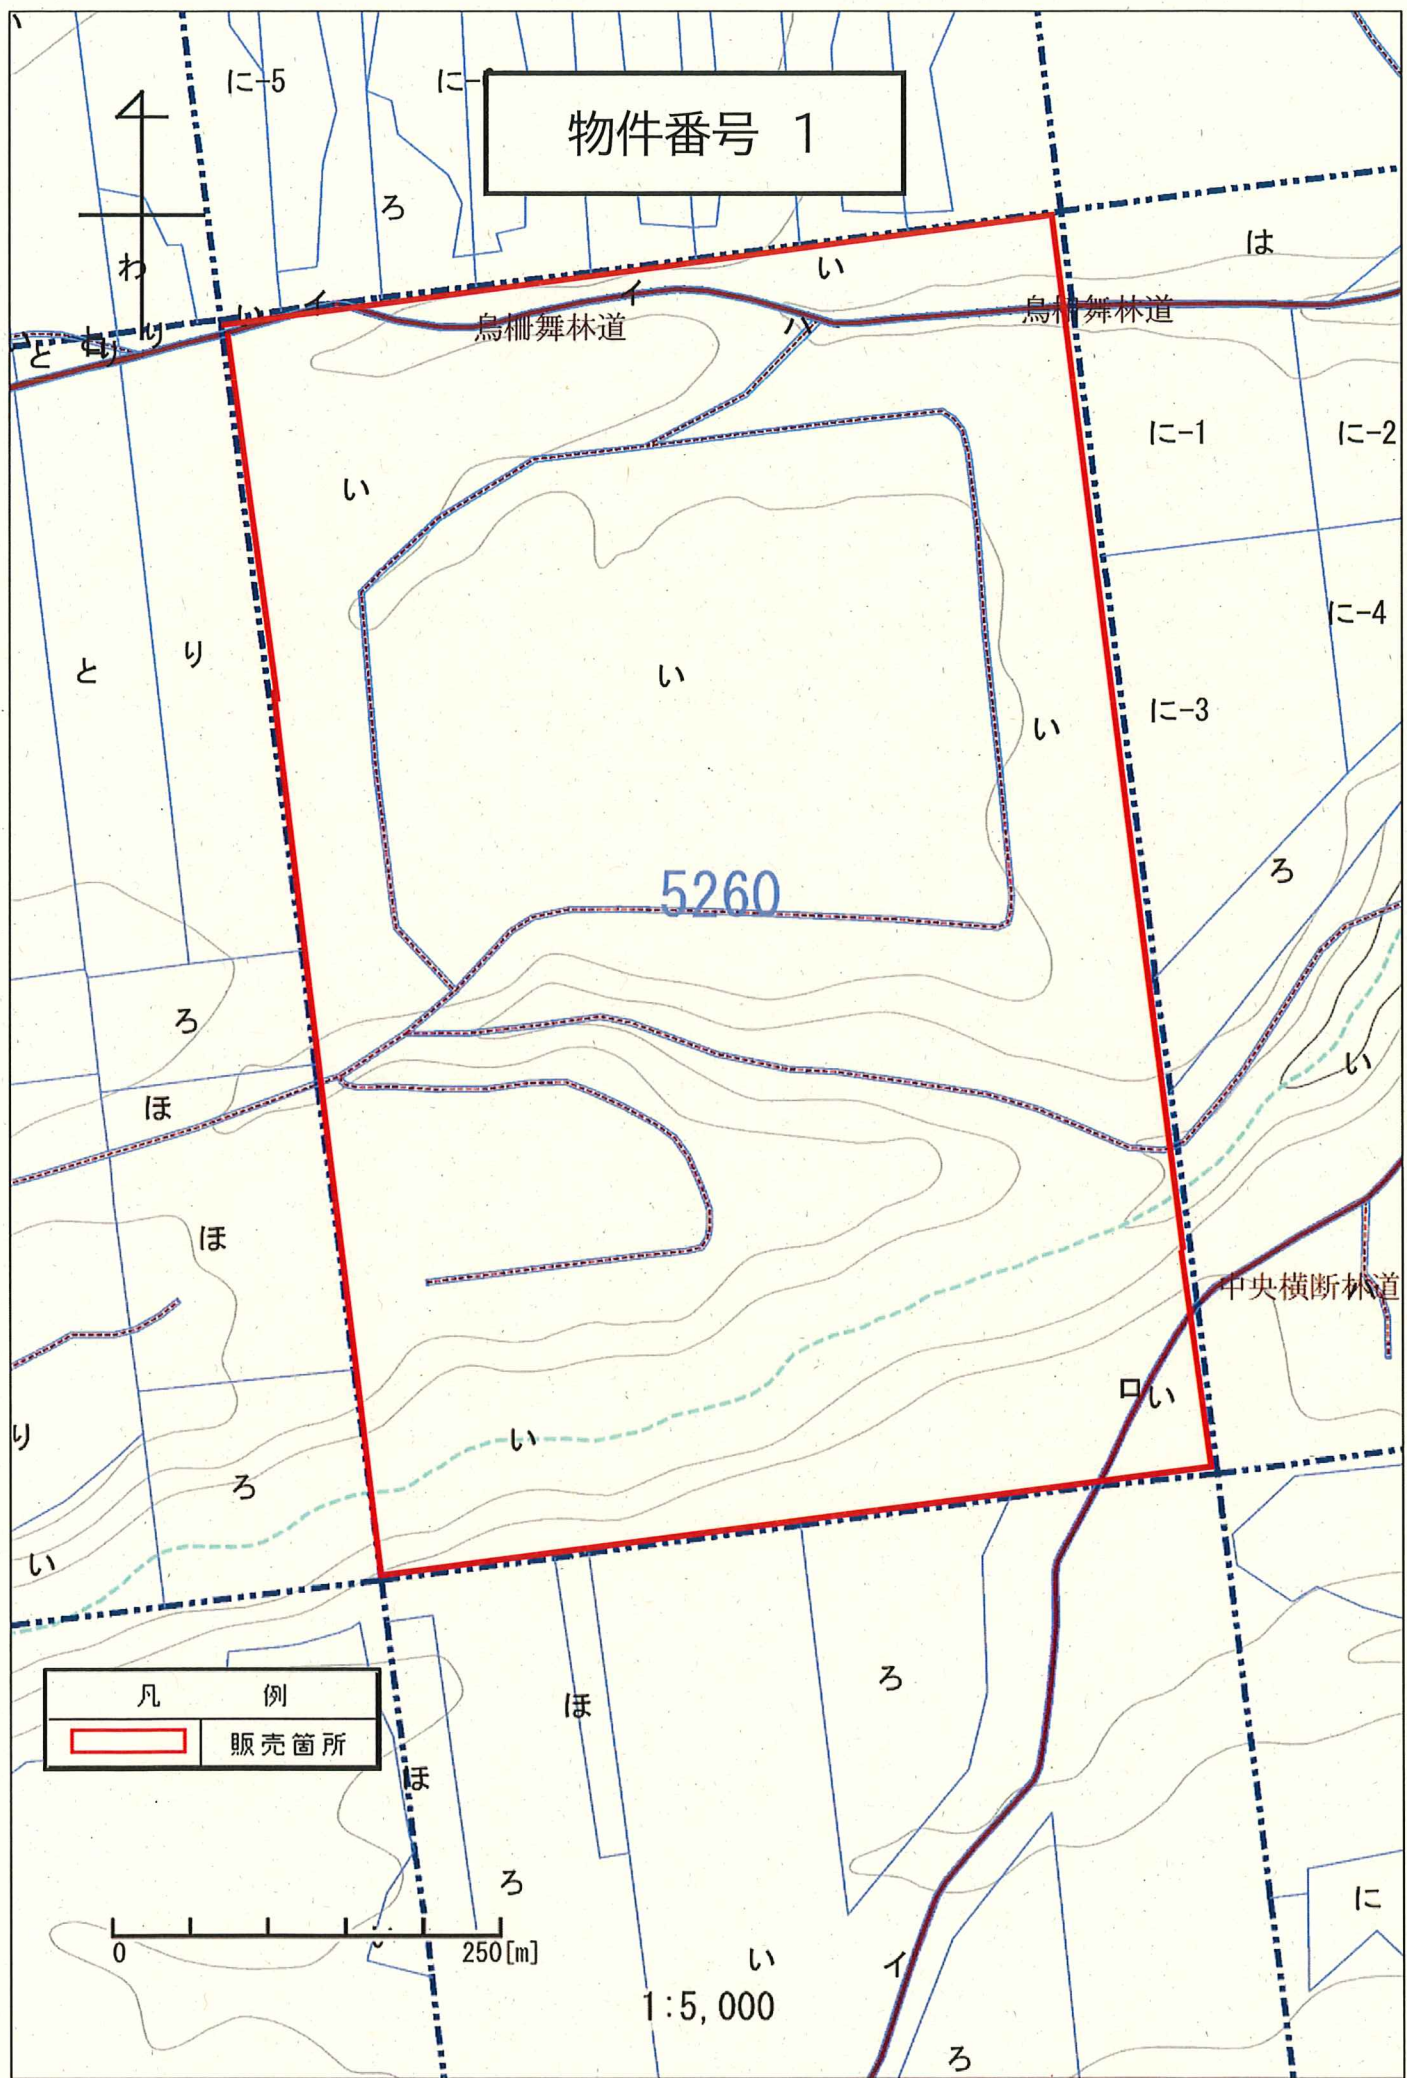 に-5
物件番号 1
ろ
わ
は
い
い
イ
イ
ハ
烏柵舞林道
烏柵舞林道
と
り
に-1
に-2
い
に-4
り
と
い
に-3
い
ろ
5260
ろ
い
ほ
ほ
中央横断林道
ロ
い
り
い
ろ
い
凡 例
販売箇所
ろ
ほ
ほ
ろ
に
0
250[m]
い
イ
1:5,000
ろ